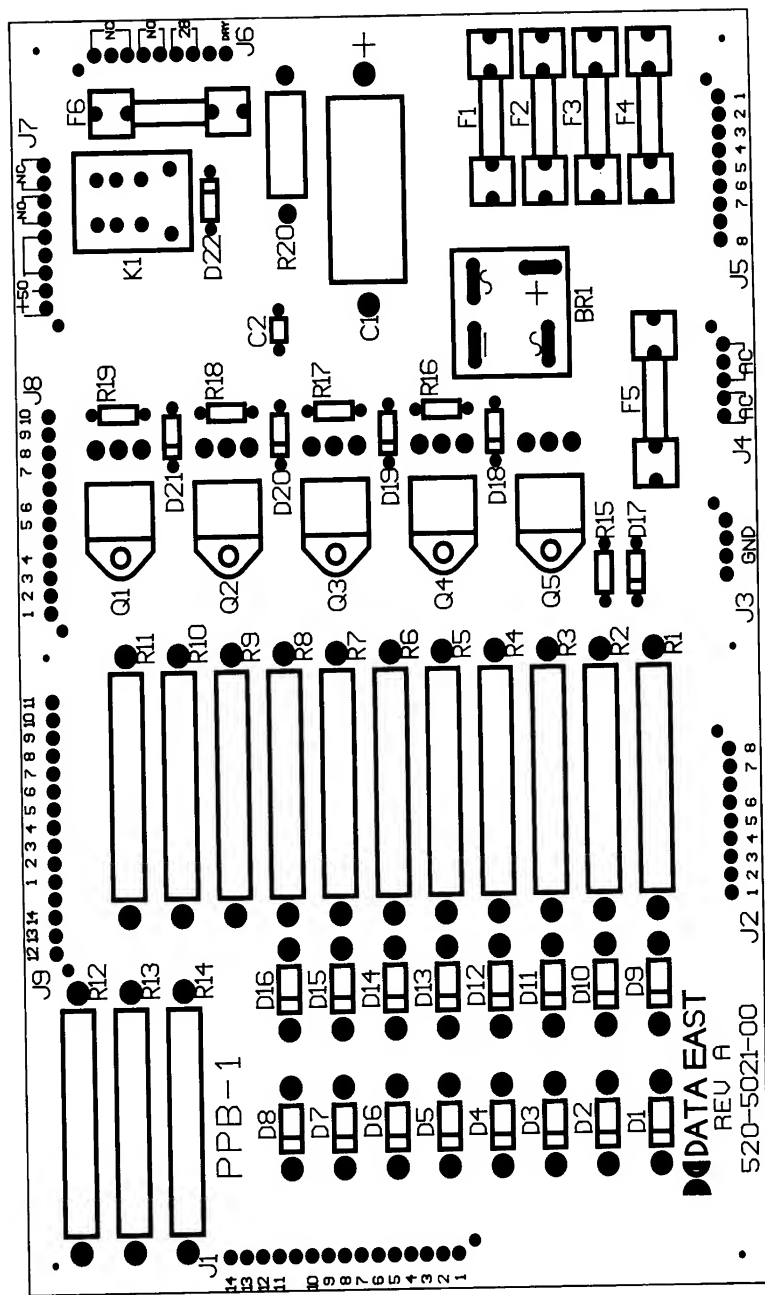 J9
12 13 14 1 2 3 4 5 6 7 8 9 10 11
J8
1 2 3 4 5 6 7 8 9 10
J7
+50
NO
NC
J6
NC
NO
28
DRY
F6
K1
D22
R20
C2
C1
+
R12
R13
R14
R11
R10
R9
R8
R7
R6
R5
R4
R3
R2
R1
Q1
Q2
Q3
Q4
Q5
R19
R18
R17
R16
D21
D20
D19
D18
R15
D17
BR1
+
F1
F2
F3
F4
F5
D16
D15
D14
D13
D12
D11
D10
D9
D8
D7
D6
D5
D4
D3
D2
D1
J1
14
13
12
11
10
9
8
7
6
5
4
3
2
1
PPB-1
DATA EAST
REV A
520-5021-00
J2
1 2 3 4 5 6 7 8
J3
GND
J4
AC AC
J5
8 7 6 5 4 3 2 1